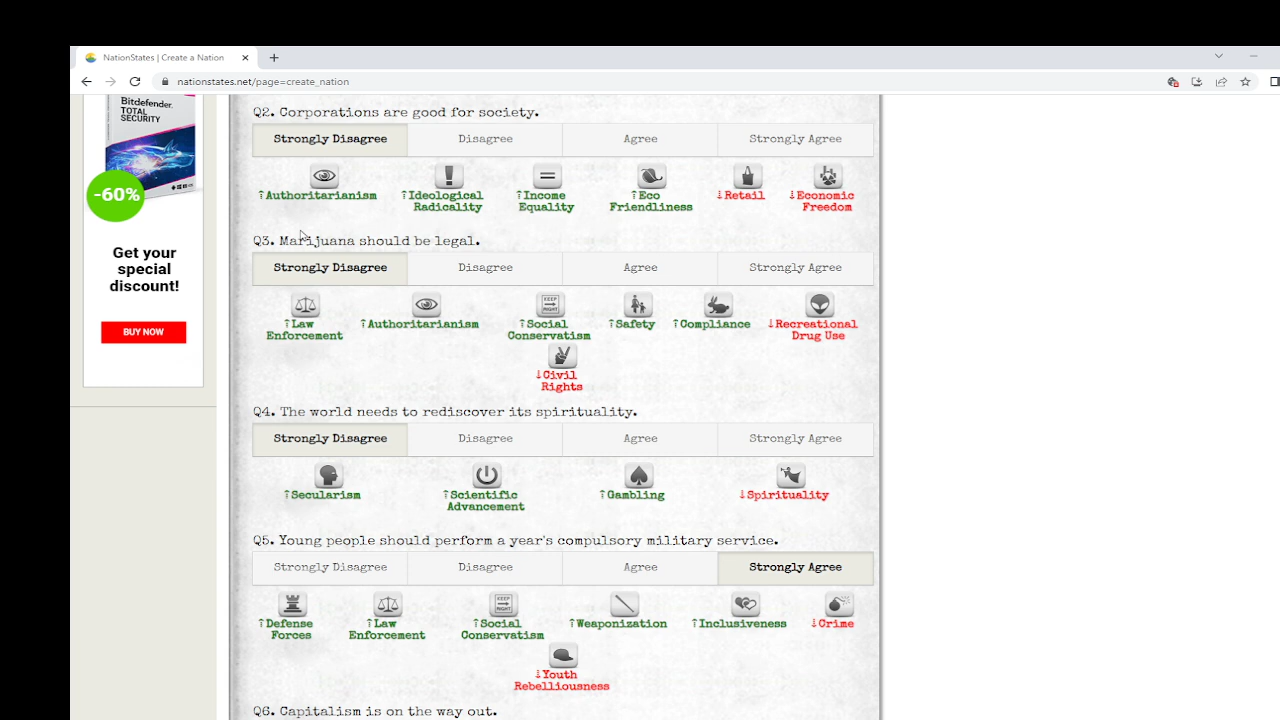 NationStates | Create a Nation
nationstates.net/page=create_nation
Bitdefender.
TOTAL
SECURITY
-60%
Get your
special
discount!
BUY NOW
Q2. Corporations are good for society.
Strongly Disagree Disagree Agree Strongly Agree
↑Authoritarianism ↑Ideological Radicality ↑Income Equality ↑Eco Friendliness ↓Retail ↓Economic Freedom
Q3. Marijuana should be legal.
Strongly Disagree Disagree Agree Strongly Agree
KEEP RIGHT
↑Law Enforcement ↑Authoritarianism ↑Social Conservatism ↑Safety ↑Compliance ↓Recreational Drug Use
↓Civil Rights
Q4. The world needs to rediscover its spirituality.
Strongly Disagree Disagree Agree Strongly Agree
↑Secularism ↑Scientific Advancement ↑Gambling ↓Spirituality
Q5. Young people should perform a year's compulsory military service.
Strongly Disagree Disagree Agree Strongly Agree
KEEP RIGHT
↑Defense Forces ↑Law Enforcement ↑Social Conservatism ↑Weaponization ↑Inclusiveness ↓Crime
↓Youth Rebelliousness
Q6. Capitalism is on the way out.